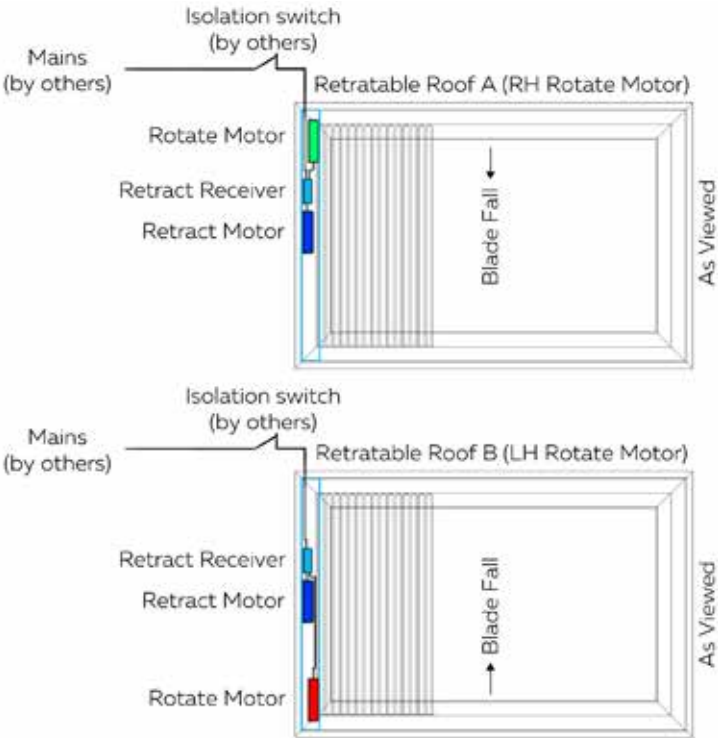 Isolation switch
(by others)
Mains
(by others)
Retratable Roof A (RH Rotate Motor)
Rotate Motor
Retract Receiver
Retract Motor
Blade Fall
As Viewed
Isolation switch
(by others)
Mains
(by others)
Retratable Roof B (LH Rotate Motor)
Retract Receiver
Retract Motor
Rotate Motor
Blade Fall
As Viewed